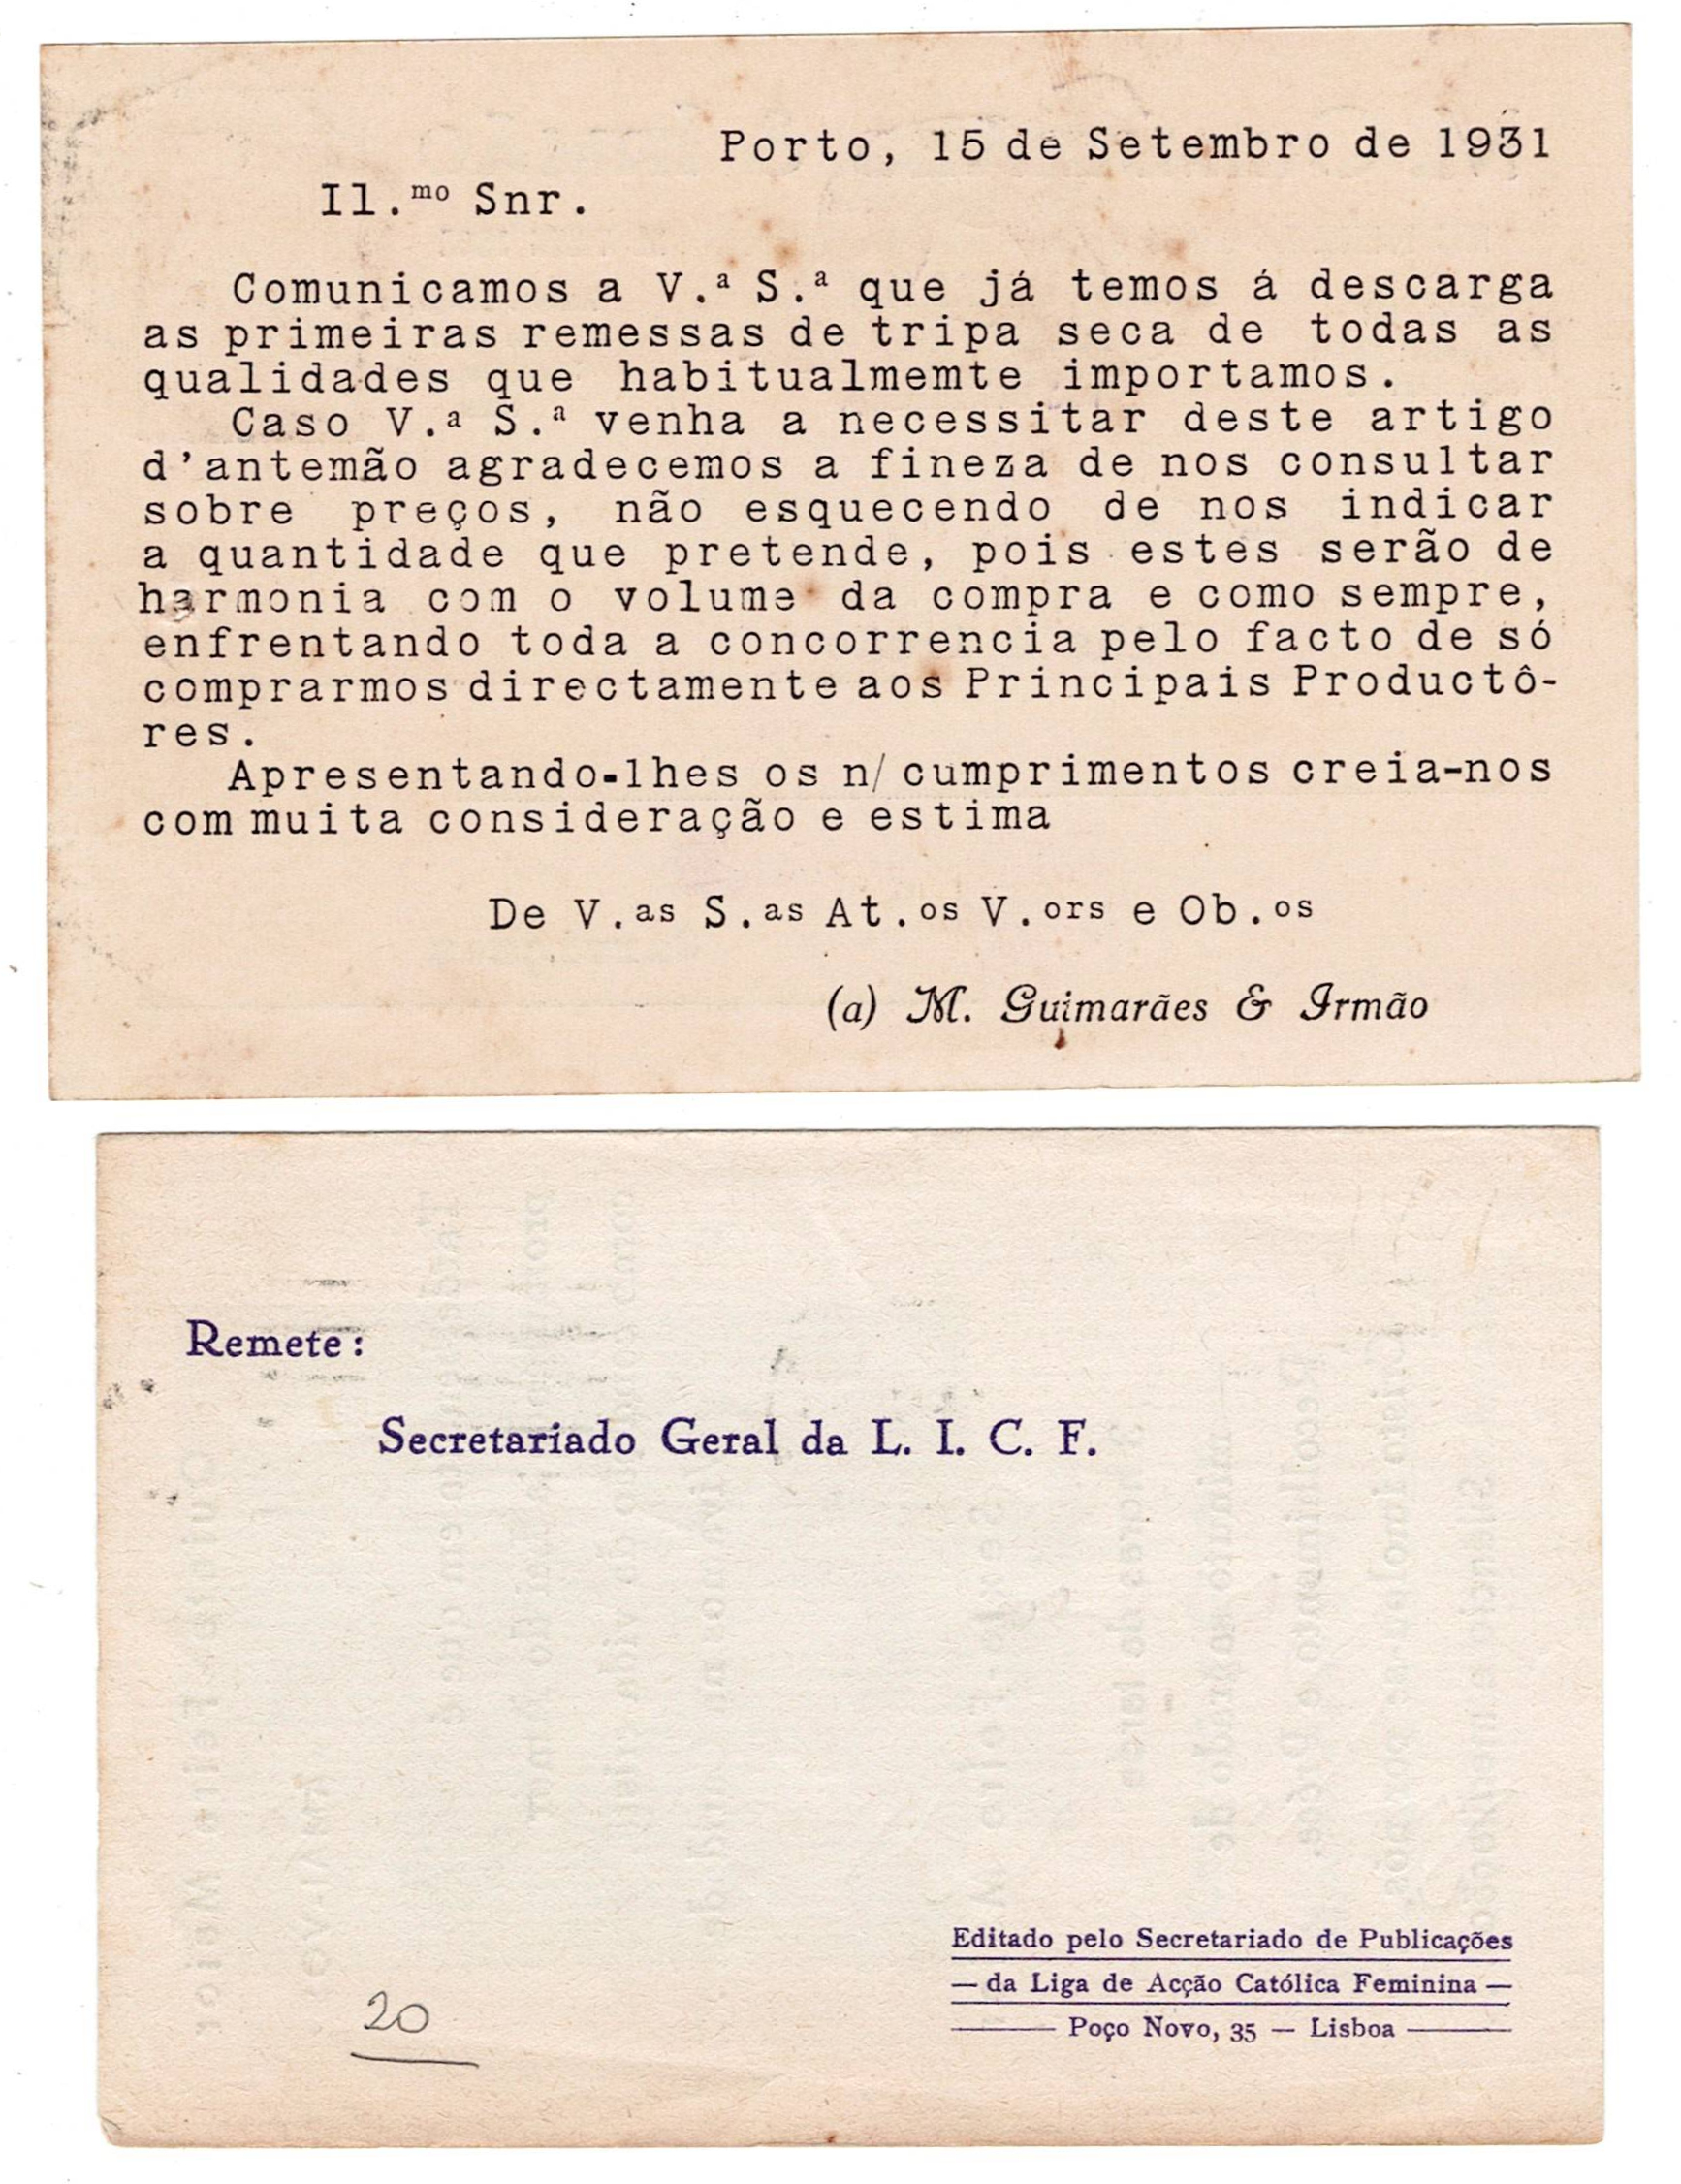 Porto, 15 de Setembro de 1931
Il.mo Snr.
Comunicamos a V.a S.a que já temos á descarga
as primeiras remessas de tripa seca de todas as
qualidades que habitualmemte importamos.
Caso V.a S.a venha a necessitar deste artigo
d'antemão agradecemos a fineza de nos consultar
sobre preços, não esquecendo de nos indicar
a quantidade que pretende, pois estes serão de
harmonia com o volume da compra e como sempre,
enfrentando toda a concorrencia pelo facto de só
comprarmos directamente aos Principais Productô-
res.
Apresentando-lhes os n/ cumprimentos creia-nos
com muita consideração e estima
De V.as S.as At.os V.ors e Ob.os
(a) M. Guimarães & Irmão
Remete:
Secretariado Geral da L. I. C. F.
Editado pelo Secretariado de Publicações
— da Liga de Acção Católica Feminina —
Poço Novo, 35 — Lisboa
20